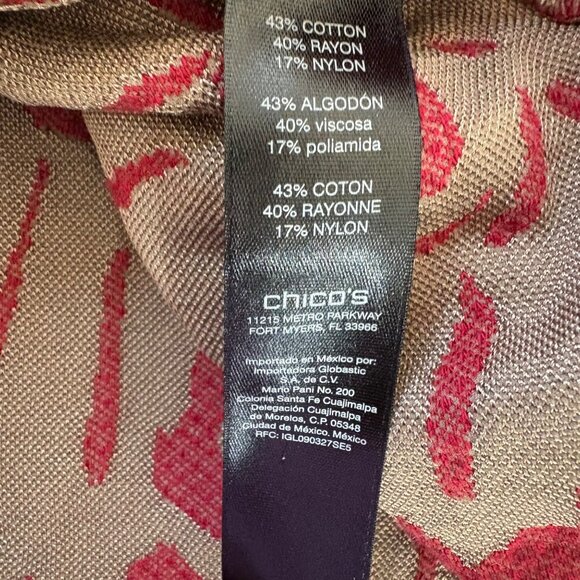 43% COTTON
40% RAYON
17% NYLON
43% ALGODÓN
40% viscosa
17% poliamida
43% COTON
40% RAYONNE
17% NYLON
chico's
11215 METRO PARKWAY
FORT MYERS, FL 33966
Importado en México por:
Importadora Globastic
S.A. de C.V.
Mario Pani No. 200
Colonia Santa Fe Cuajimalpa
Delegación Cuajimalpa
de Morelos, C.P. 05348
Ciudad de México. México
RFC: IGL090327SE5